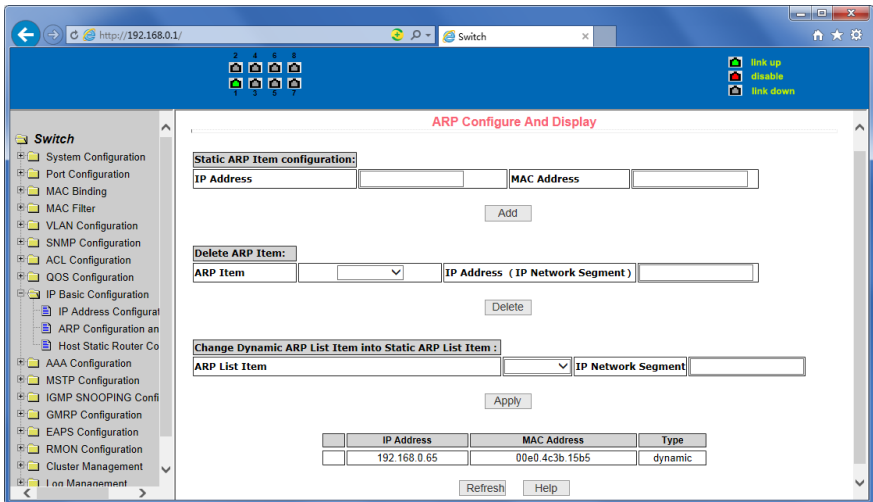 http://192.168.0.1/
Switch
2 4 6 8
1 3 5 7
link up
disable
link down
Switch
System Configuration
Port Configuration
MAC Binding
MAC Filter
VLAN Configuration
SNMP Configuration
ACL Configuration
QOS Configuration
IP Basic Configuration
IP Address Configurat
ARP Configuration an
Host Static Router Co
AAA Configuration
MSTP Configuration
IGMP SNOOPING Confi
GMRP Configuration
EAPS Configuration
RMON Configuration
Cluster Management
Log Management
ARP Configure And Display
Static ARP Item configuration:
IP Address MAC Address
Add
Delete ARP Item:
ARP Item IP Address (IP Network Segment)
Delete
Change Dynamic ARP List Item into Static ARP List Item :
ARP List Item IP Network Segment
Apply
IP Address MAC Address Type
192.168.0.65 00e0.4c3b.15b5 dynamic
Refresh Help